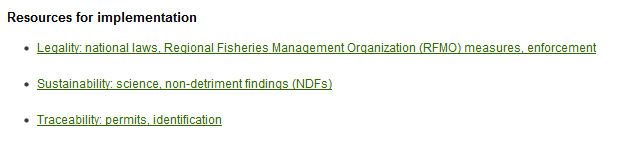 Resources for implementation
• Legality: national laws, Regional Fisheries Management Organization (RFMO) measures, enforcement
• Sustainability: science, non-detriment findings (NDFs)
• Traceability: permits, identification